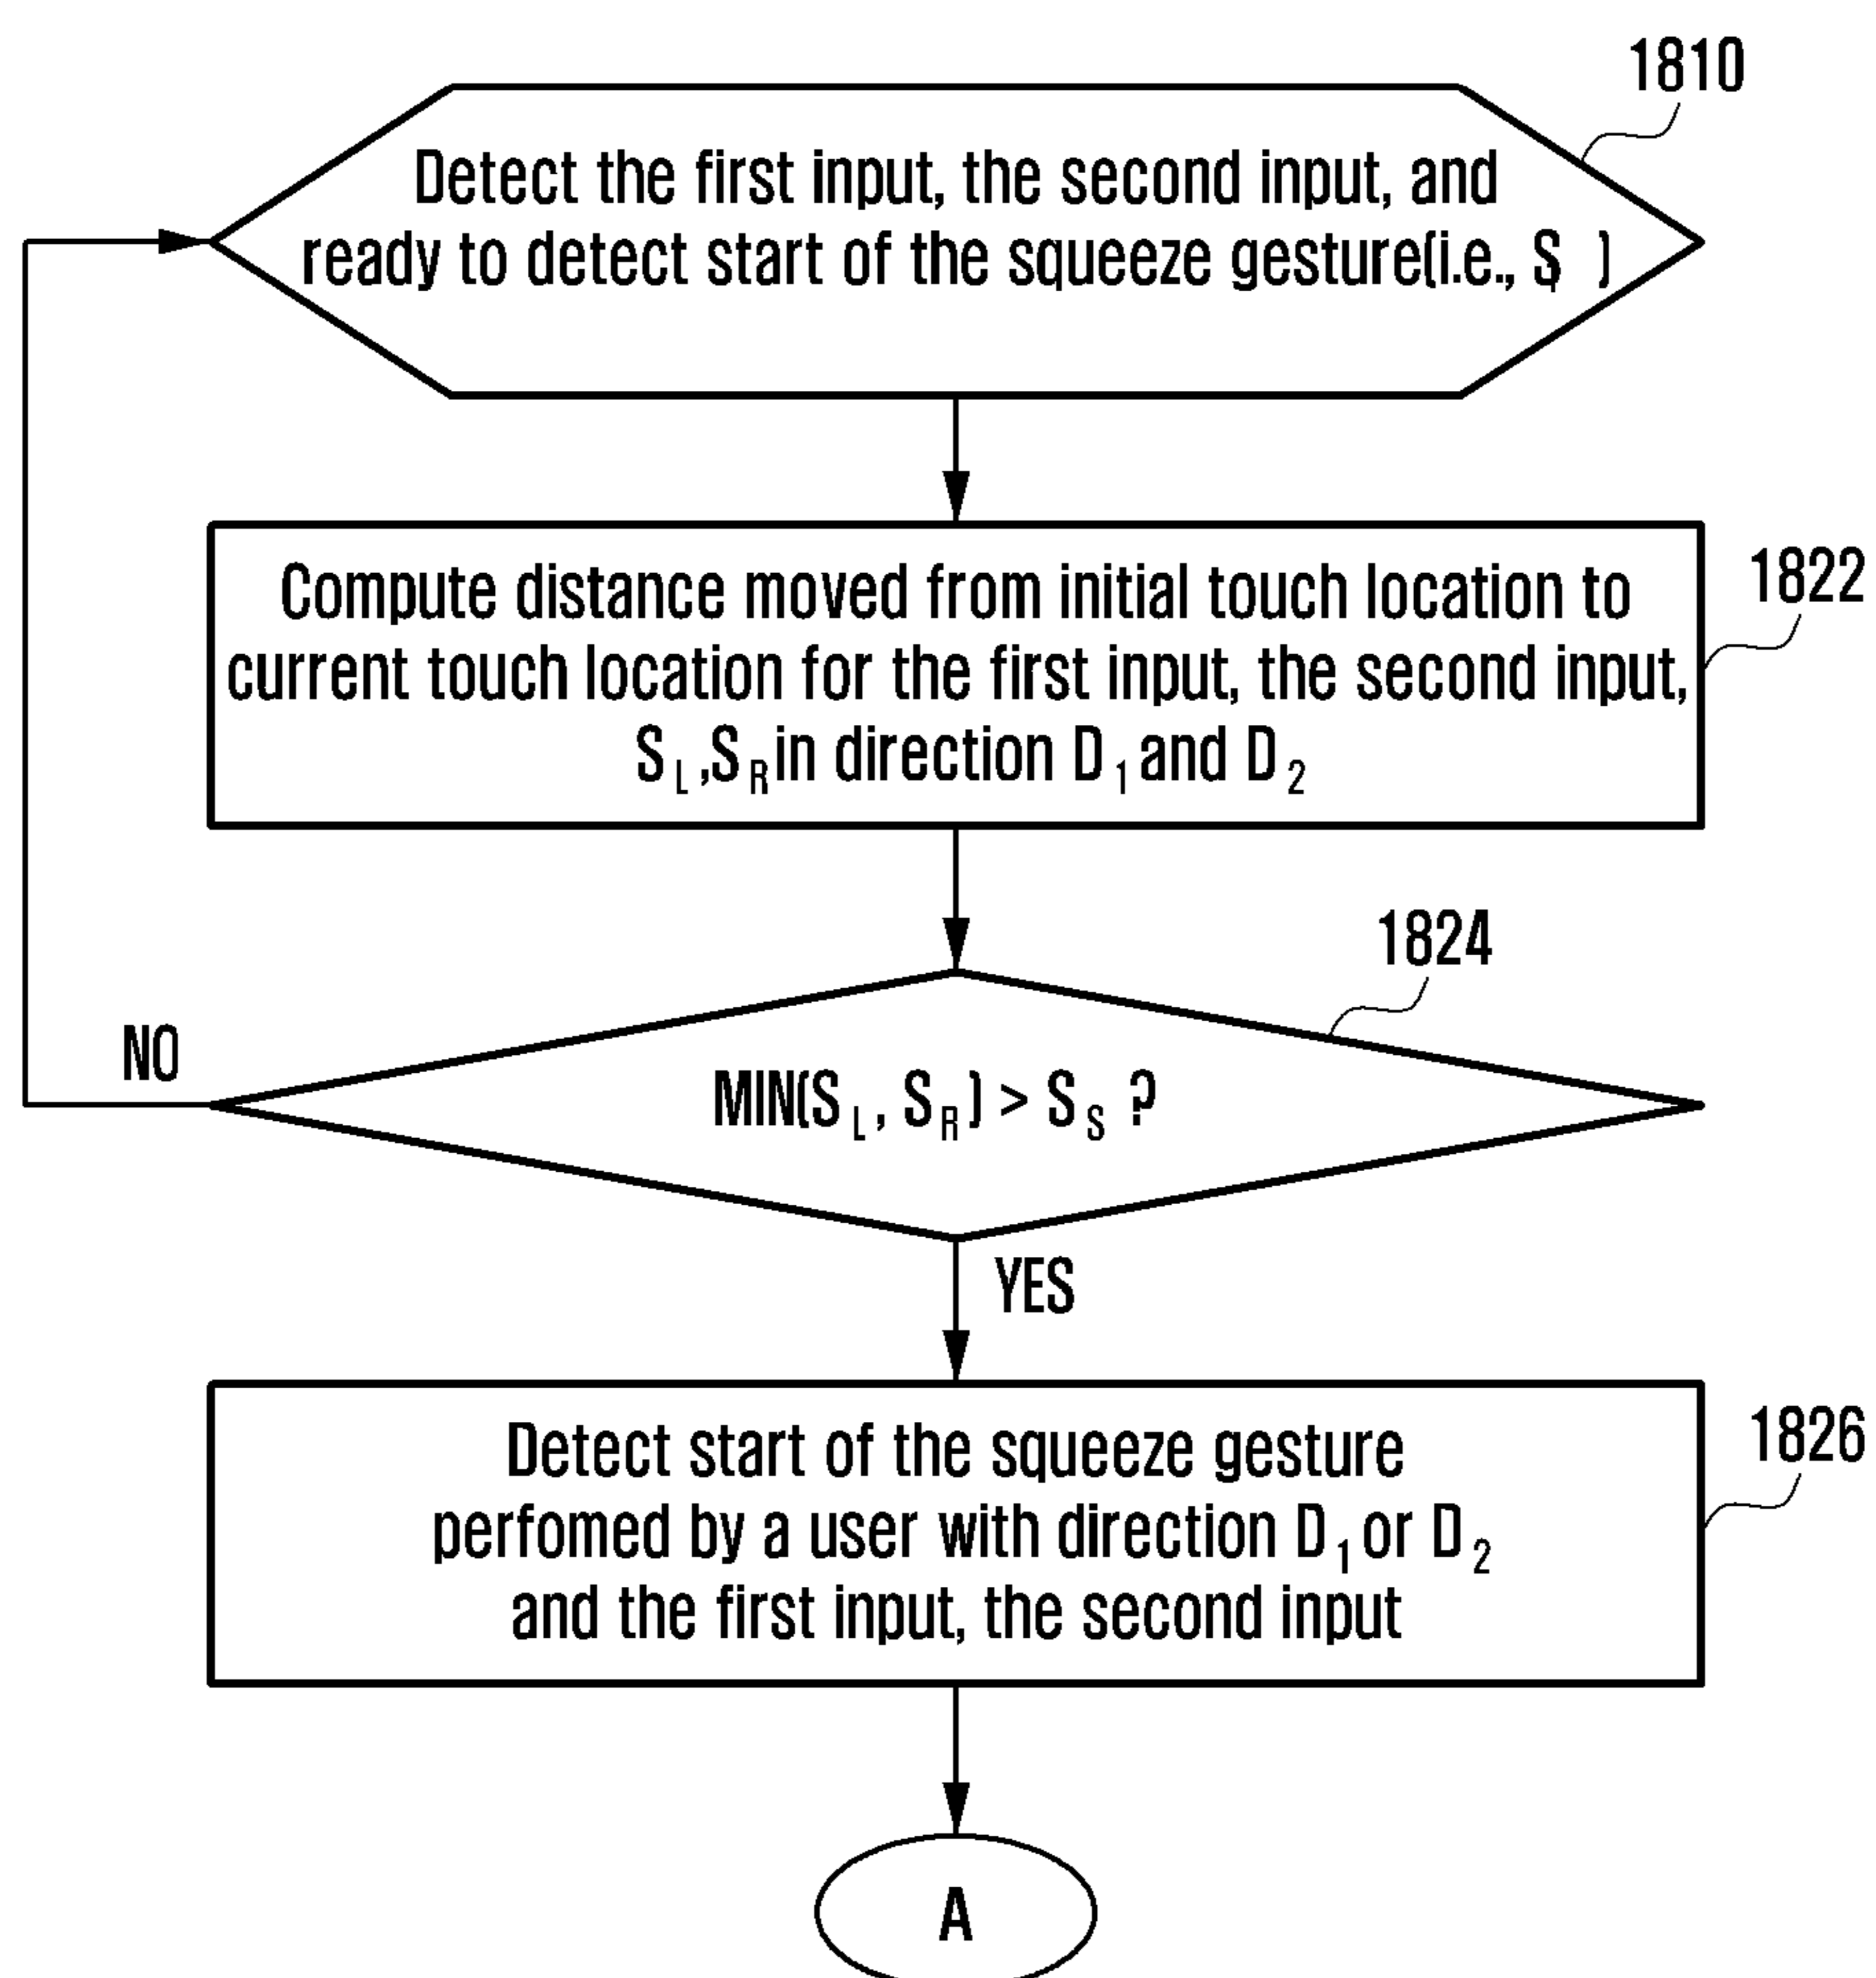 1810
Detect the first input, the second input, and
ready to detect start of the squeeze gesture(i.e., S )
1822
Compute distance moved from initial touch location to
current touch location for the first input, the second input,
S L ,S R in direction D 1 and D 2
1824
NO
MIN(S L , S R ) > S S ?
YES
1826
Detect start of the squeeze gesture
perfomed by a user with direction D 1 or D 2
and the first input, the second input
A